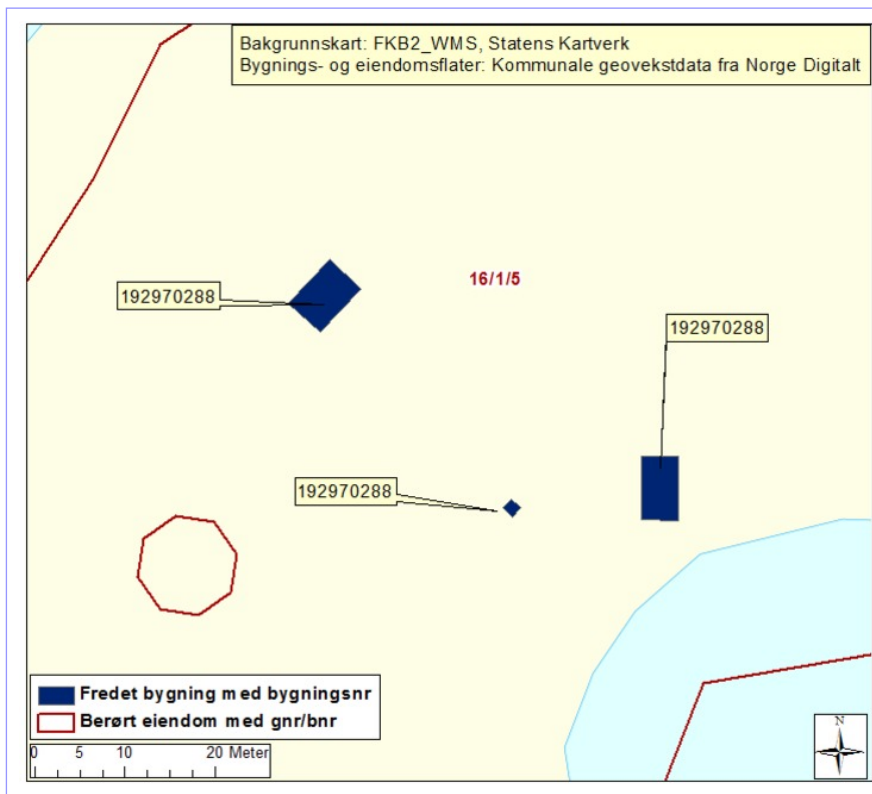 Bakgrunnskart: FKB2_WMS, Statens Kartverk
Bygnings- og eiendomsflater: Kommunale geovekstdata fra Norge Digitalt
16/1/5
192970288
192970288
192970288
Fredet bygning med bygningsnr
Berørt eiendom med gnr/bnr
0 5 10 20 Meter
N